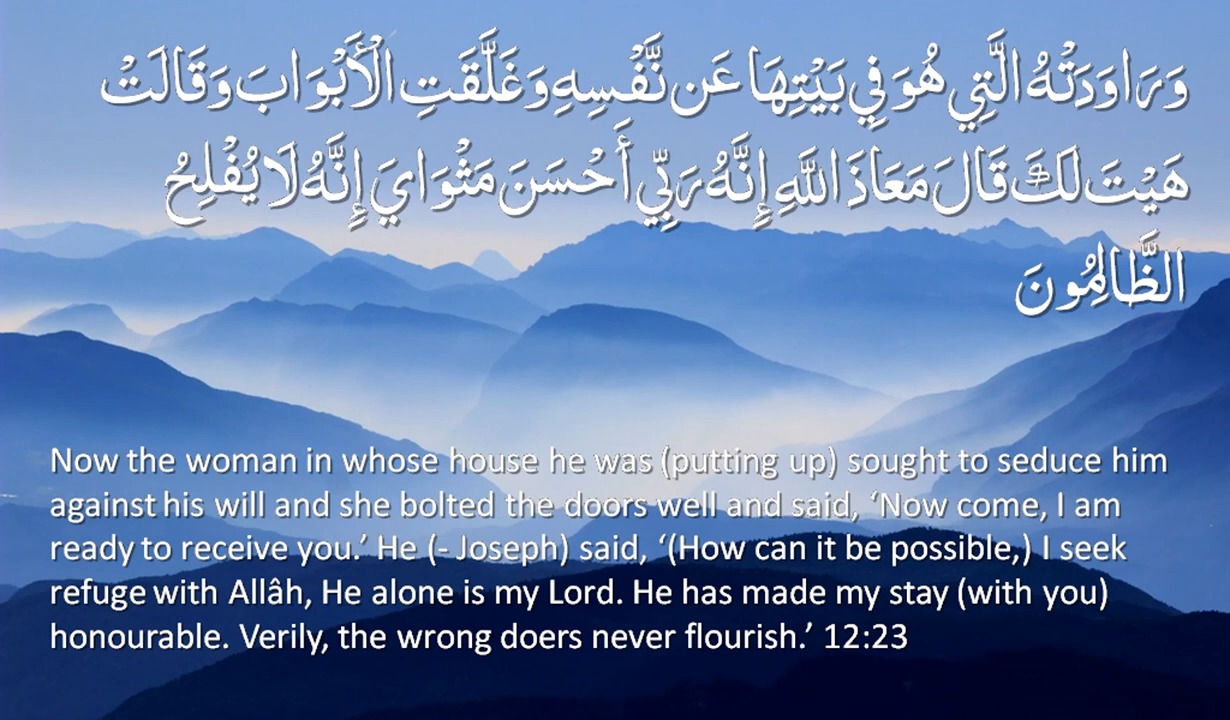 وَرَاوَدَتْهُ الَّتِي هُوَ فِي بَيْتِهَا عَن نَّفْسِهِ وَغَلَّقَتِ الْأَبْوَابَ وَقَالَتْ
هَيْتَ لَكَ قَالَ مَعَاذَ اللَّهِ إِنَّهُ رَبِّي أَحْسَنَ مَثْوَايَ إِنَّهُ لَا يُفْلِحُ
الظَّالِمُونَ
Now the woman in whose house he was (putting up) sought to seduce him
against his will and she bolted the doors well and said, ‘Now come, I am
ready to receive you.’ He (- Joseph) said, ‘(How can it be possible,) I seek
refuge with Allâh, He alone is my Lord. He has made my stay (with you)
honourable. Verily, the wrong doers never flourish.’ 12:23